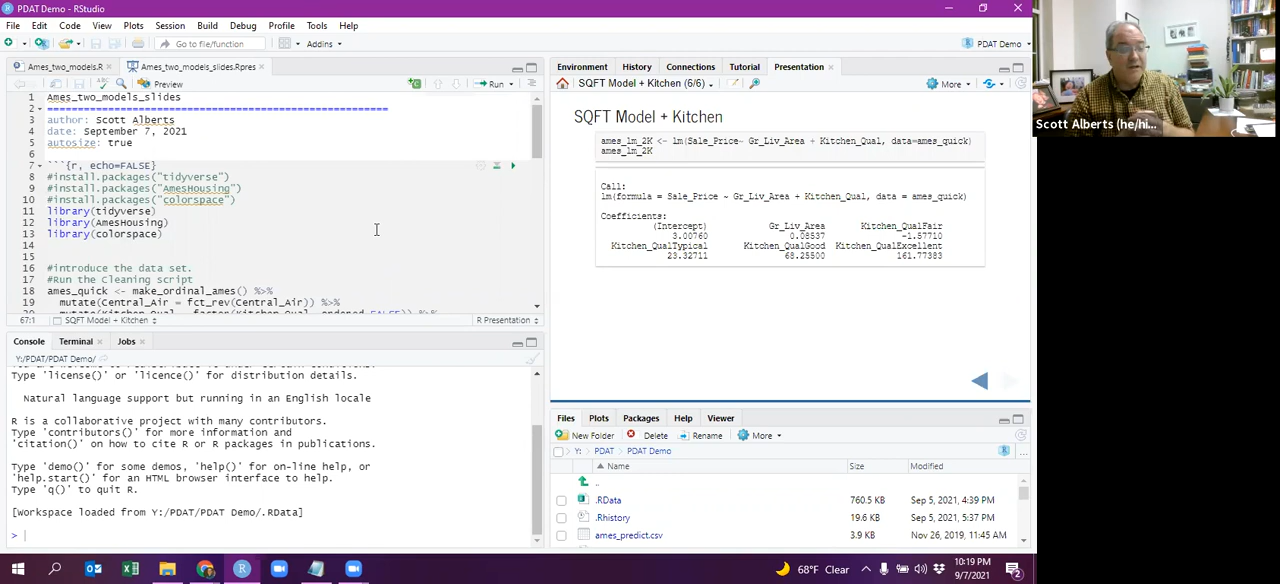 PDAT Demo - RStudio
File Edit Code View Plots Session Build Debug Profile Tools Help
Go to file/function Addins PDAT Demo
Ames_two_models.R Ames_two_models_slides.Rpres
Preview Run
1 Ames_two_models_slides
2 ====================================================
3 author: Scott Alberts
4 date: September 7, 2021
5 autosize: true
6
7 ```{r, echo=FALSE}
8 #install.packages("tidyverse")
9 #install.packages("AmesHousing")
10 #install.packages("colorspace")
11 library(tidyverse)
12 library(AmesHousing)
13 library(colorspace)
14
15
16 #introduce the data set.
17 #Run the Cleaning script
18 ames_quick <- make_ordinal_ames() %>%
19 mutate(Central_Air = fct_rev(Central_Air)) %>%
67:1 SQFT Model + Kitchen R Presentation
Console Terminal Jobs
Y:/PDAT/PDAT Demo/
Type 'license()' or 'licence()' for distribution details.
Natural language support but running in an English locale
R is a collaborative project with many contributors.
Type 'contributors()' for more information and
'citation()' on how to cite R or R packages in publications.
Type 'demo()' for some demos, 'help()' for on-line help, or
'help.start()' for an HTML browser interface to help.
Type 'q()' to quit R.
[Workspace loaded from Y:/PDAT/PDAT Demo/.RData]
>
Environment History Connections Tutorial Presentation
SQFT Model + Kitchen (6/6) More
SQFT Model + Kitchen
ames_lm_2K <- lm(Sale_Price~ Gr_Liv_Area + Kitchen_Qual, data=ames_quick)
ames_lm_2K
Call:
lm(formula = Sale_Price ~ Gr_Liv_Area + Kitchen_Qual, data = ames_quick)
Coefficients:
(Intercept) Gr_Liv_Area Kitchen_QualFair
3.00760 0.08537 -1.57710
Kitchen_QualTypical Kitchen_QualGood Kitchen_QualExcellent
23.32711 68.25500 161.77383
Files Plots Packages Help Viewer
New Folder Delete Rename More
Y: PDAT PDAT Demo ...
Name Size Modified
..
.RData 760.5 KB Sep 5, 2021, 4:39 PM
.Rhistory 19.6 KB Sep 5, 2021, 5:37 PM
ames_predict.csv 3.9 KB Nov 26, 2019, 11:45 AM
Scott Alberts (he/hi...
68°F Clear 10:19 PM
9/7/2021
2